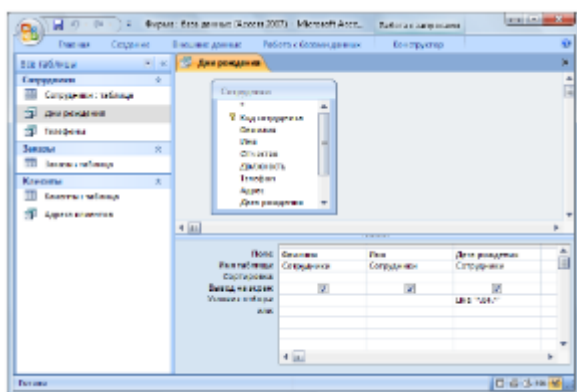 Фирма : база данных (Access 2007) - Microsoft Acce...
Работа с запросами
Главная Создание Внешние данные Работа с базами данных Конструктор
Все таблицы
Дни рождения
Сотрудники
Сотрудники : таблица
Дни рождения
Телефоны
Заказы
Заказы : таблица
Клиенты
Клиенты : таблица
Адреса клиентов
Сотрудники
*
Код сотрудника
Фамилия
Имя
Отчество
Должность
Телефон
Адрес
Дата рождения
Поле: Фамилия Имя Дата рождения
Имя таблицы: Сотрудники Сотрудники Сотрудники
Сортировка:
Вывод на экран:
Условие отбора:
или:
Готово